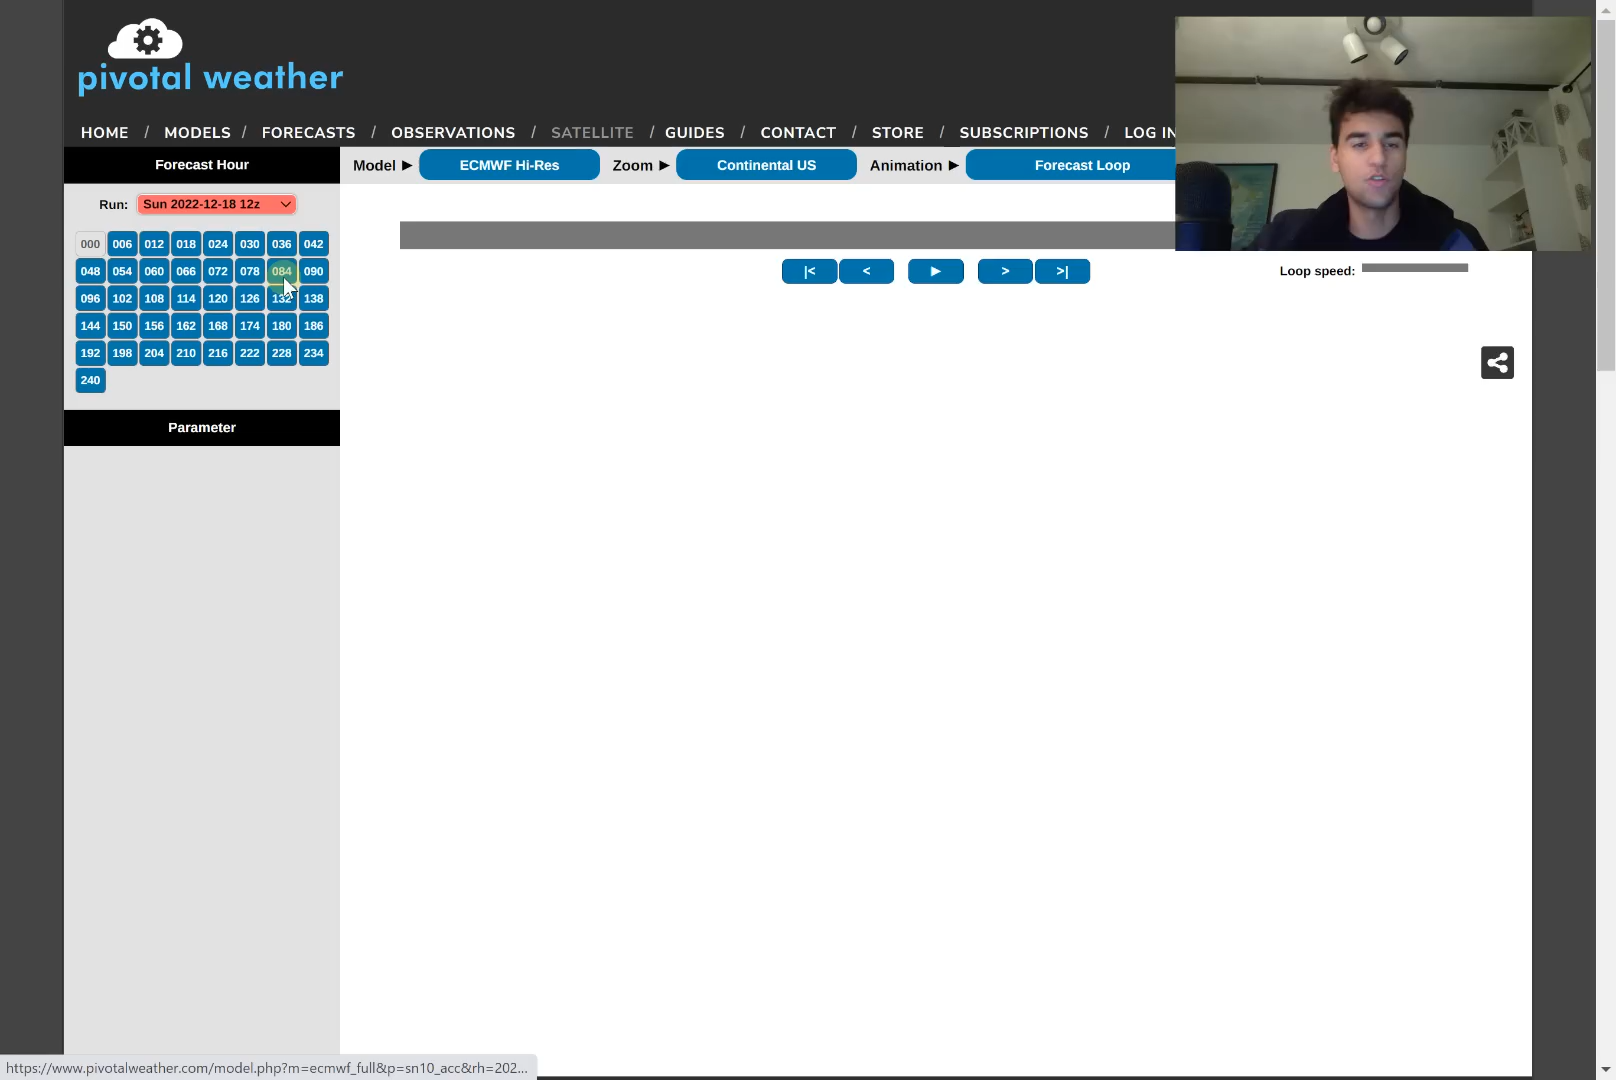 pivotal weather
HOME / MODELS / FORECASTS / OBSERVATIONS / SATELLITE / GUIDES / CONTACT / STORE / SUBSCRIPTIONS / LOG IN
Forecast Hour
Model ▶ ECMWF Hi-Res Zoom ▶ Continental US Animation ▶ Forecast Loop
Run: Sun 2022-12-18 12z
000 006 012 018 024 030 036 042
048 054 060 066 072 078 084 090
096 102 108 114 120 126 132 138
144 150 156 162 168 174 180 186
192 198 204 210 216 222 228 234
240
|< < ▶ > >|
Loop speed:
Parameter
https://www.pivotalweather.com/model.php?m=ecmwf_full&p=sn10_acc&rh=202...